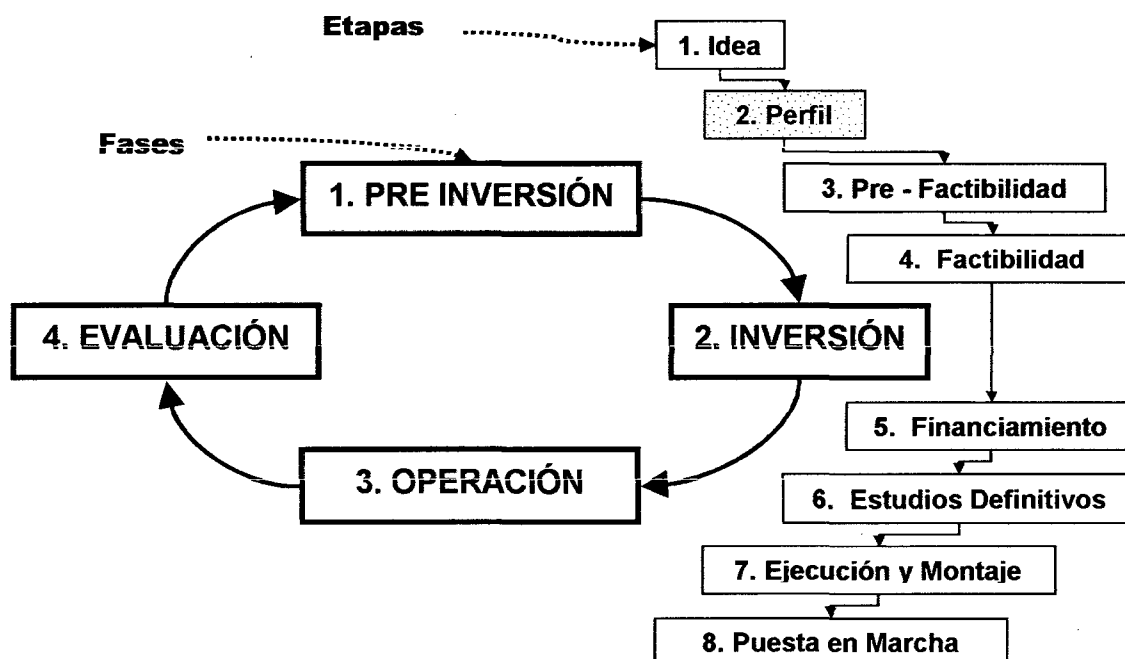 Etapas
1. Idea
2. Perfil
Fases
1. PRE INVERSIÓN
3. Pre - Factibilidad
4. Factibilidad
4. EVALUACIÓN
2. INVERSIÓN
5. Financiamiento
3. OPERACIÓN
6. Estudios Definitivos
7. Ejecución y Montaje
8. Puesta en Marcha